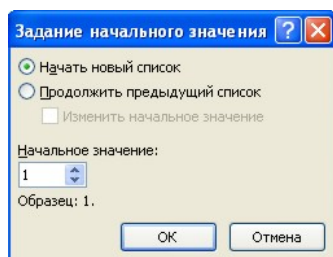 Задание начального значения
Начать новый список
Продолжить предыдущий список
Изменить начальное значение
Начальное значение:
1
Образец: 1.
ОК Отмена